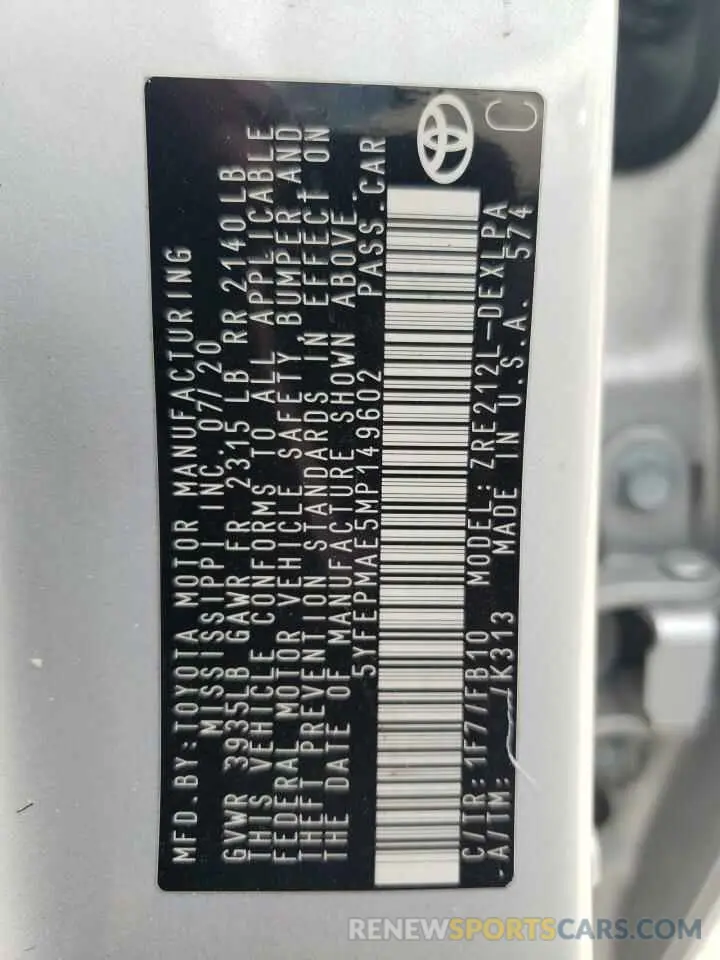 MFD.BY:TOYOTA MOTOR MANUFACTURING
MISSISSIPPI INC. 07/20
GVWR 3935LB GAWR FR 2315 LB RR 2140LB
THIS VEHICLE CONFORMS TO ALL APPLICABLE
FEDERAL MOTOR VEHICLE SAFETY, BUMPER AND
THEFT PREVENTION STANDARDS IN EFFECT ON
THE DATE OF MANUFACTURE SHOWN ABOVE.
5YFEPMAE5MP149602 PASS.CAR
C/TR:1F7/FB10 MODEL:ZRE212L-DEXLPA
A/TM: -/K313 MADE IN U.S.A. 574
C
RENEWSPORTSCARS.COM